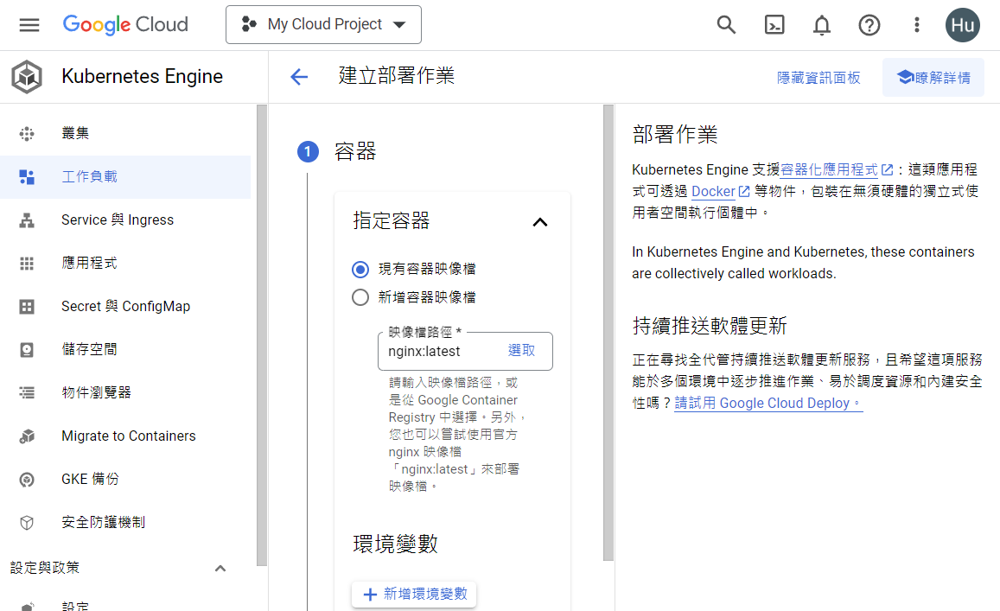 Google Cloud
My Cloud Project
Hu
Kubernetes Engine
建立部署作業
隱藏資訊面板
瞭解詳情
叢集
工作負載
Service 與 Ingress
應用程式
Secret 與 ConfigMap
儲存空間
物件瀏覽器
Migrate to Containers
GKE 備份
安全防護機制
設定與政策
設定
1
容器
指定容器
現有容器映像檔
新增容器映像檔
映像檔路徑 *
nginx:latest
選取
請輸入映像檔路徑，或
是從 Google Container
Registry 中選擇。另外，
您也可以嘗試使用官方
nginx 映像檔
「nginx:latest」來部署
映像檔。
環境變數
新增環境變數
部署作業
Kubernetes Engine 支援容器化應用程式：這類應用程
式可透過 Docker 等物件，包裝在無須硬體的獨立式使
用者空間執行個體中。
In Kubernetes Engine and Kubernetes, these containers
are collectively called workloads.
持續推送軟體更新
正在尋找全代管持續推送軟體更新服務，且希望這項服務
能於多個環境中逐步推進作業、易於調度資源和內建安全
性嗎？請試用 Google Cloud Deploy。